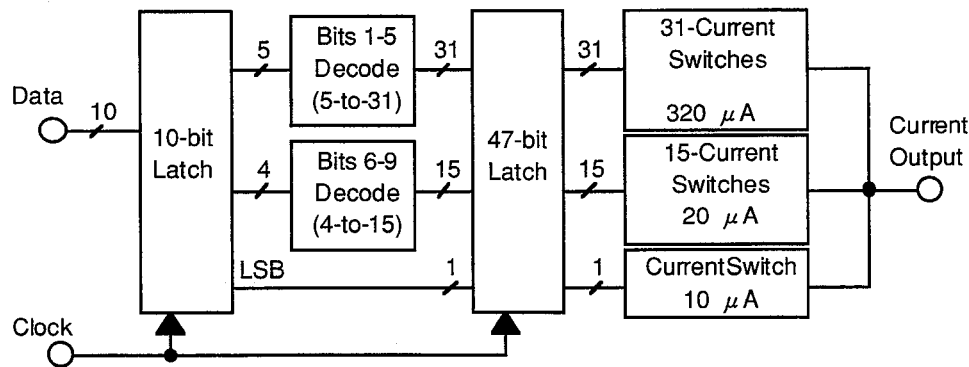 Data
10
10-bit
Latch
5
Bits 1-5
Decode
(5-to-31)
31
4
Bits 6-9
Decode
(4-to-15)
15
LSB
1
47-bit
Latch
31
31-Current
Switches
320 μA
15
15-Current
Switches
20 μA
1
CurrentSwitch
10 μA
Current
Output
Clock